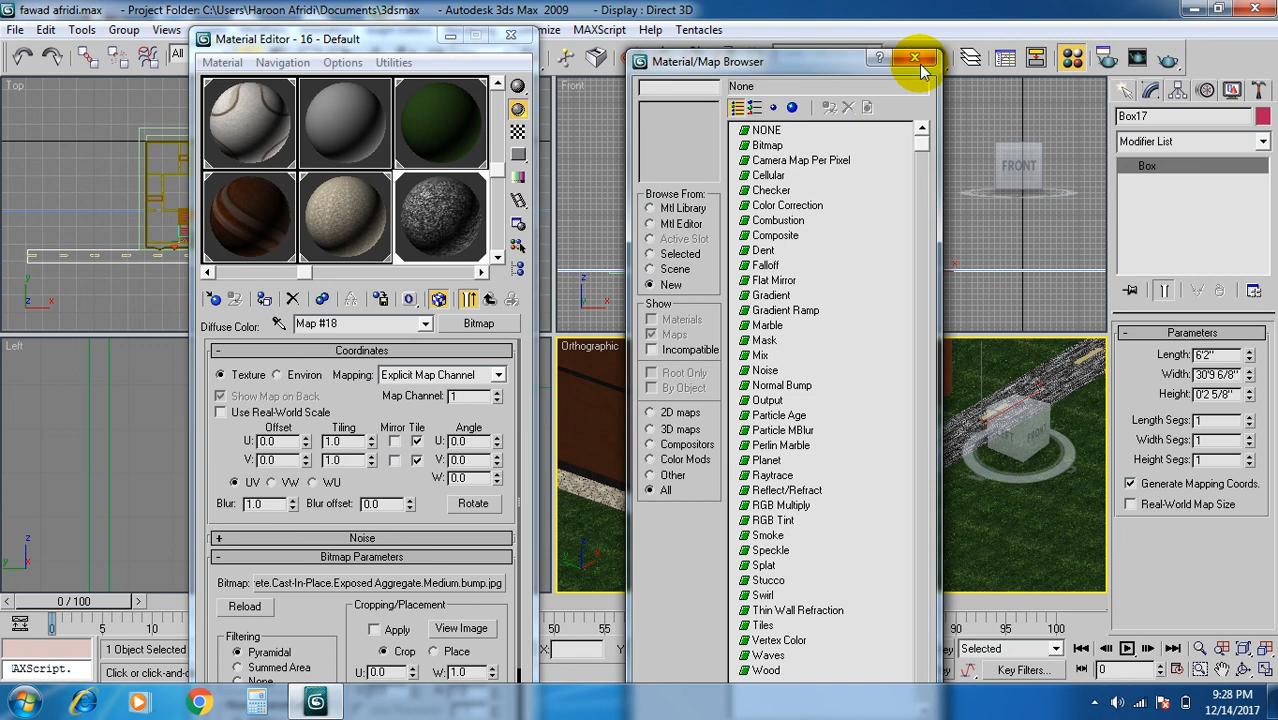 fawad afridi.max - Project Folder: C:\Users\Haroon Afridi\Documents\3dsmax - Autodesk 3ds Max 2009 - Display : Direct 3D
File Edit Tools Group Views
mize MAXScript Help Tentacles
All
Top
Front
FRONT
Left
Orthographic
LEFT
FRONT
Material Editor - 16 - Default
Material Navigation Options Utilities
Diffuse Color: Map #18 Bitmap
Coordinates
Texture Environ Mapping: Explicit Map Channel
Show Map on Back Map Channel: 1
Use Real-World Scale
Offset Tiling Mirror Tile Angle
U: 0.0 1.0 U: 0.0
V: 0.0 1.0 V: 0.0
W: 0.0
UV VW WU
Blur: 1.0 Blur offset: 0.0 Rotate
Noise
Bitmap Parameters
Bitmap: rete.Cast-In-Place.Exposed Aggregate.Medium.bump.jpg
Reload
Cropping/Placement
Apply View Image
Filtering
Pyramidal
Summed Area
None
Crop Place
U: 0.0 W: 1.0
Material/Map Browser
None
Browse From:
Mtl Library
Mtl Editor
Active Slot
Selected
Scene
New
Show
Materials
Maps
Incompatible
Root Only
By Object
2D maps
3D maps
Compositors
Color Mods
Other
All
NONE
Bitmap
Camera Map Per Pixel
Cellular
Checker
Color Correction
Combustion
Composite
Dent
Falloff
Flat Mirror
Gradient
Gradient Ramp
Marble
Mask
Mix
Noise
Normal Bump
Output
Particle Age
Particle MBlur
Perlin Marble
Planet
Raytrace
Reflect/Refract
RGB Multiply
RGB Tint
Smoke
Speckle
Splat
Stucco
Swirl
Thin Wall Refraction
Tiles
Vertex Color
Waves
Wood
Box17
Modifier List
Box
Parameters
Length: 6'2"
Width: 30'9 6/8"
Height: 0'2 5/8"
Length Segs: 1
Width Segs: 1
Height Segs: 1
Generate Mapping Coords.
Real-World Map Size
0 / 100
0 5 10
50 55 60
90 95 100
AXScript.
1 Object Selected
Click or click-and-
X:
Selected
Key Filters...
0
9:28 PM
12/14/2017